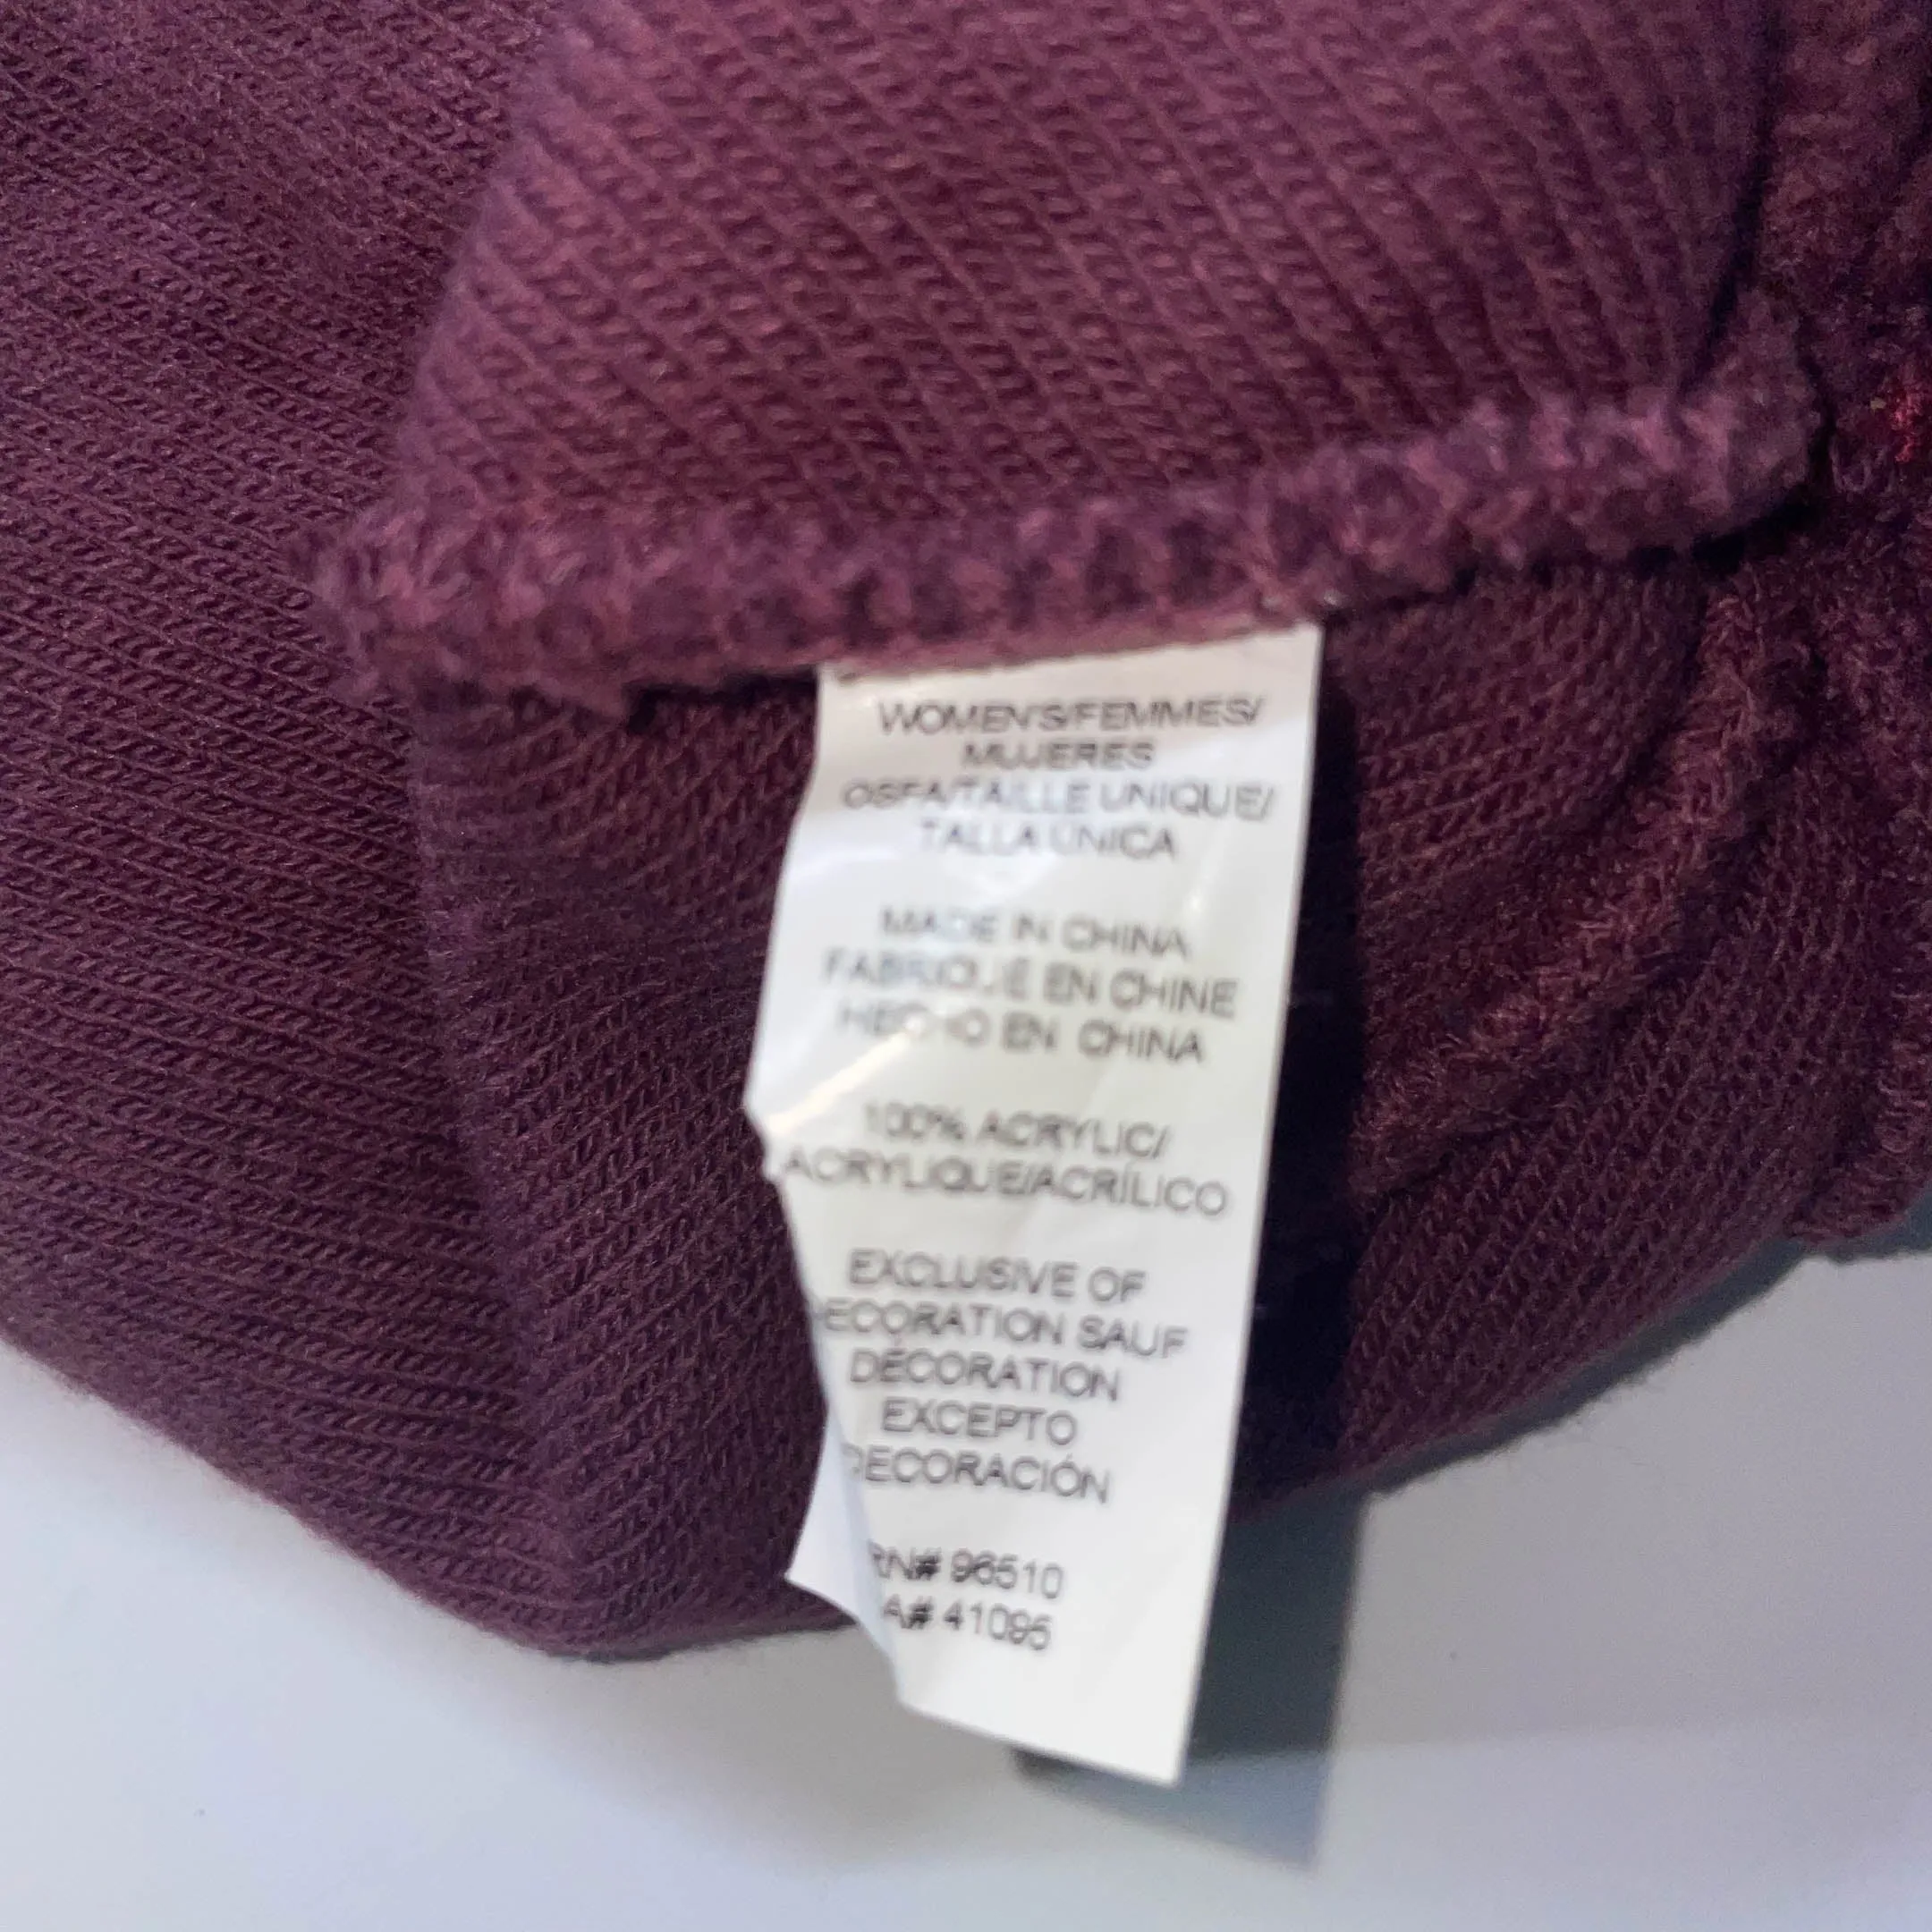 WOMEN'S/FEMMES/
MUJERES
OSFA/TAILLE UNIQUE/
TALLA UNICA
MADE IN CHINA
FABRIQUÉ EN CHINE
HECHO EN CHINA
100% ACRYLIC/
ACRYLIQUE/ACRÍLICO
EXCLUSIVE OF
DECORATION SAUF
DÉCORATION
EXCEPTO
DECORACIÓN
RN# 96510
A# 41095